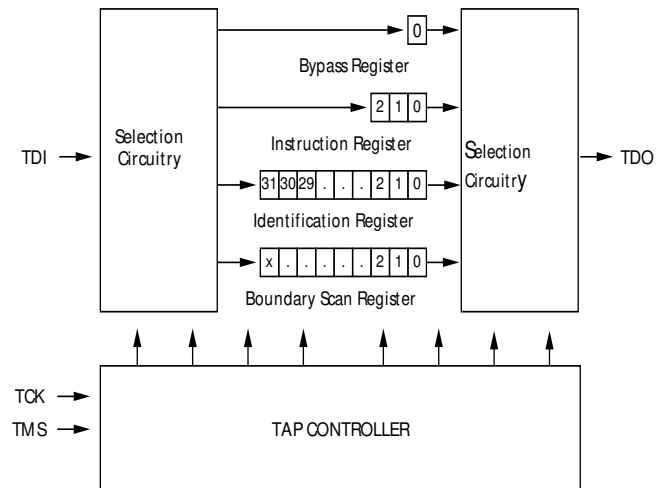 0
Bypass Register
2 1 0
Instruction Register
Selection
Circuitry
TDI
Selection
Circuitry
TDO
31 30 29 . . . 2 1 0
Identification Register
x . . . . . 2 1 0
Boundary Scan Register
TCK
TMS
TAP CONTROLLER